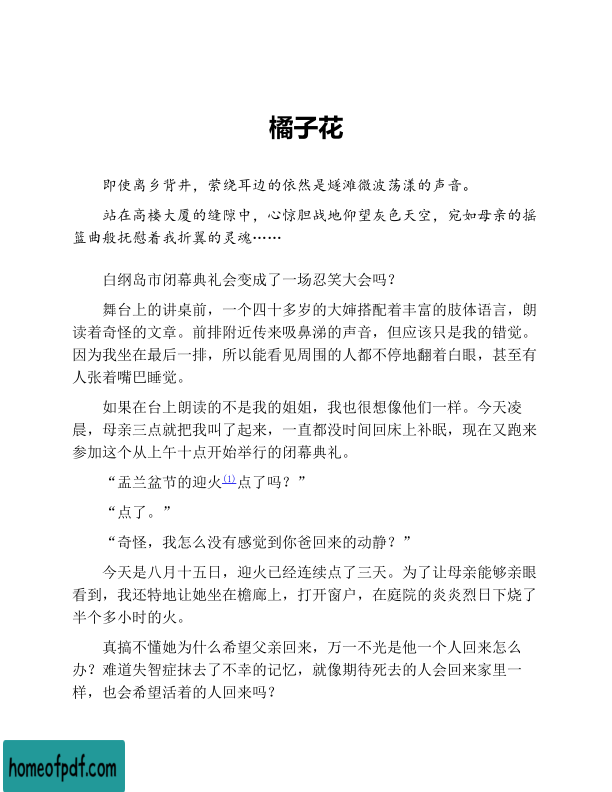 橘子花
即使离乡背井，萦绕耳边的依然是燧滩微波荡漾的声音。
站在高楼大厦的缝隙中，心惊胆战地仰望灰色天空，宛如母亲的摇
篮曲般抚慰着我折翼的灵魂……
白纲岛市闭幕典礼会变成了一场忍笑大会吗？
舞台上的讲桌前，一个四十多岁的大婶搭配着丰富的肢体语言，朗
读着奇怪的文章。前排附近传来吸鼻涕的声音，但应该只是我的错觉。
因为我坐在最后一排，所以能看见周围的人都不停地翻着白眼，甚至有
人张着嘴巴睡觉。
如果在台上朗读的不是我的姐姐，我也很想像他们一样。今天凌
晨，母亲三点就把我叫了起来，一直都没时间回床上补眠，现在又跑来
参加这个从上午十点开始举行的闭幕典礼。
“盂兰盆节的迎火(1)点了吗？”
“点了。”
“奇怪，我怎么没有感觉到你爸回来的动静？”
今天是八月十五日，迎火已经连续点了三天。为了让母亲能够亲眼
看到，我还特地让她坐在檐廊上，打开窗户，在庭院的炎炎烈日下烧了
半个多小时的火。
真搞不懂她为什么希望父亲回来，万一不光是他一个人回来怎么
办？难道失智症抹去了不幸的记忆，就像期待死去的人会回来家里一
样，也会希望活着的人回来吗？
homeofpdf.com